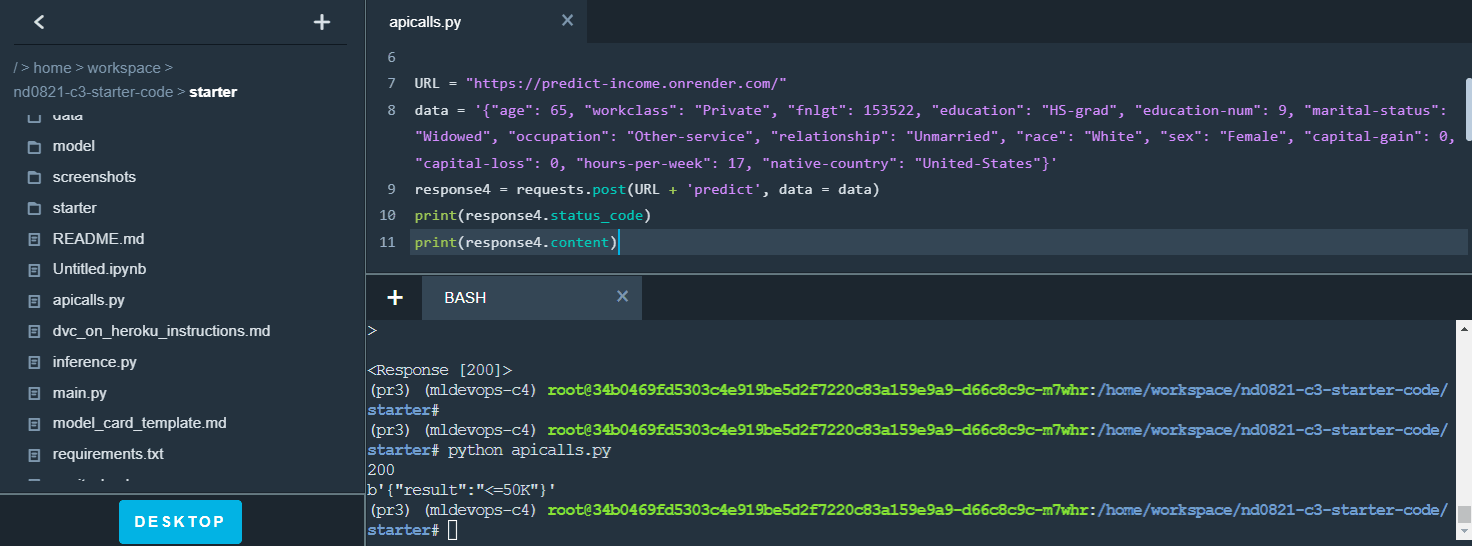 / > home > workspace >
nd0821-c3-starter-code > starter
data
model
screenshots
starter
README.md
Untitled.ipynb
apicalls.py
dvc_on_heroku_instructions.md
inference.py
main.py
model_card_template.md
requirements.txt
DESKTOP
apicalls.py
6
7 URL = "https://predict-income.onrender.com/"
8 data = '{"age": 65, "workclass": "Private", "fnlgt": 153522, "education": "HS-grad", "education-num": 9, "marital-status":
"Widowed", "occupation": "Other-service", "relationship": "Unmarried", "race": "White", "sex": "Female", "capital-gain": 0,
"capital-loss": 0, "hours-per-week": 17, "native-country": "United-States"}'
9 response4 = requests.post(URL + 'predict', data = data)
10 print(response4.status_code)
11 print(response4.content)
BASH
>
<Response [200]>
(pr3) (mldevops-c4) root@34b0469fd5303c4e919be5d2f7220c83a159e9a9-d66c8c9c-m7whr:/home/workspace/nd0821-c3-starter-code/
starter#
(pr3) (mldevops-c4) root@34b0469fd5303c4e919be5d2f7220c83a159e9a9-d66c8c9c-m7whr:/home/workspace/nd0821-c3-starter-code/
starter# python apicalls.py
200
b'{"result":"<=50K"}'
(pr3) (mldevops-c4) root@34b0469fd5303c4e919be5d2f7220c83a159e9a9-d66c8c9c-m7whr:/home/workspace/nd0821-c3-starter-code/
starter#